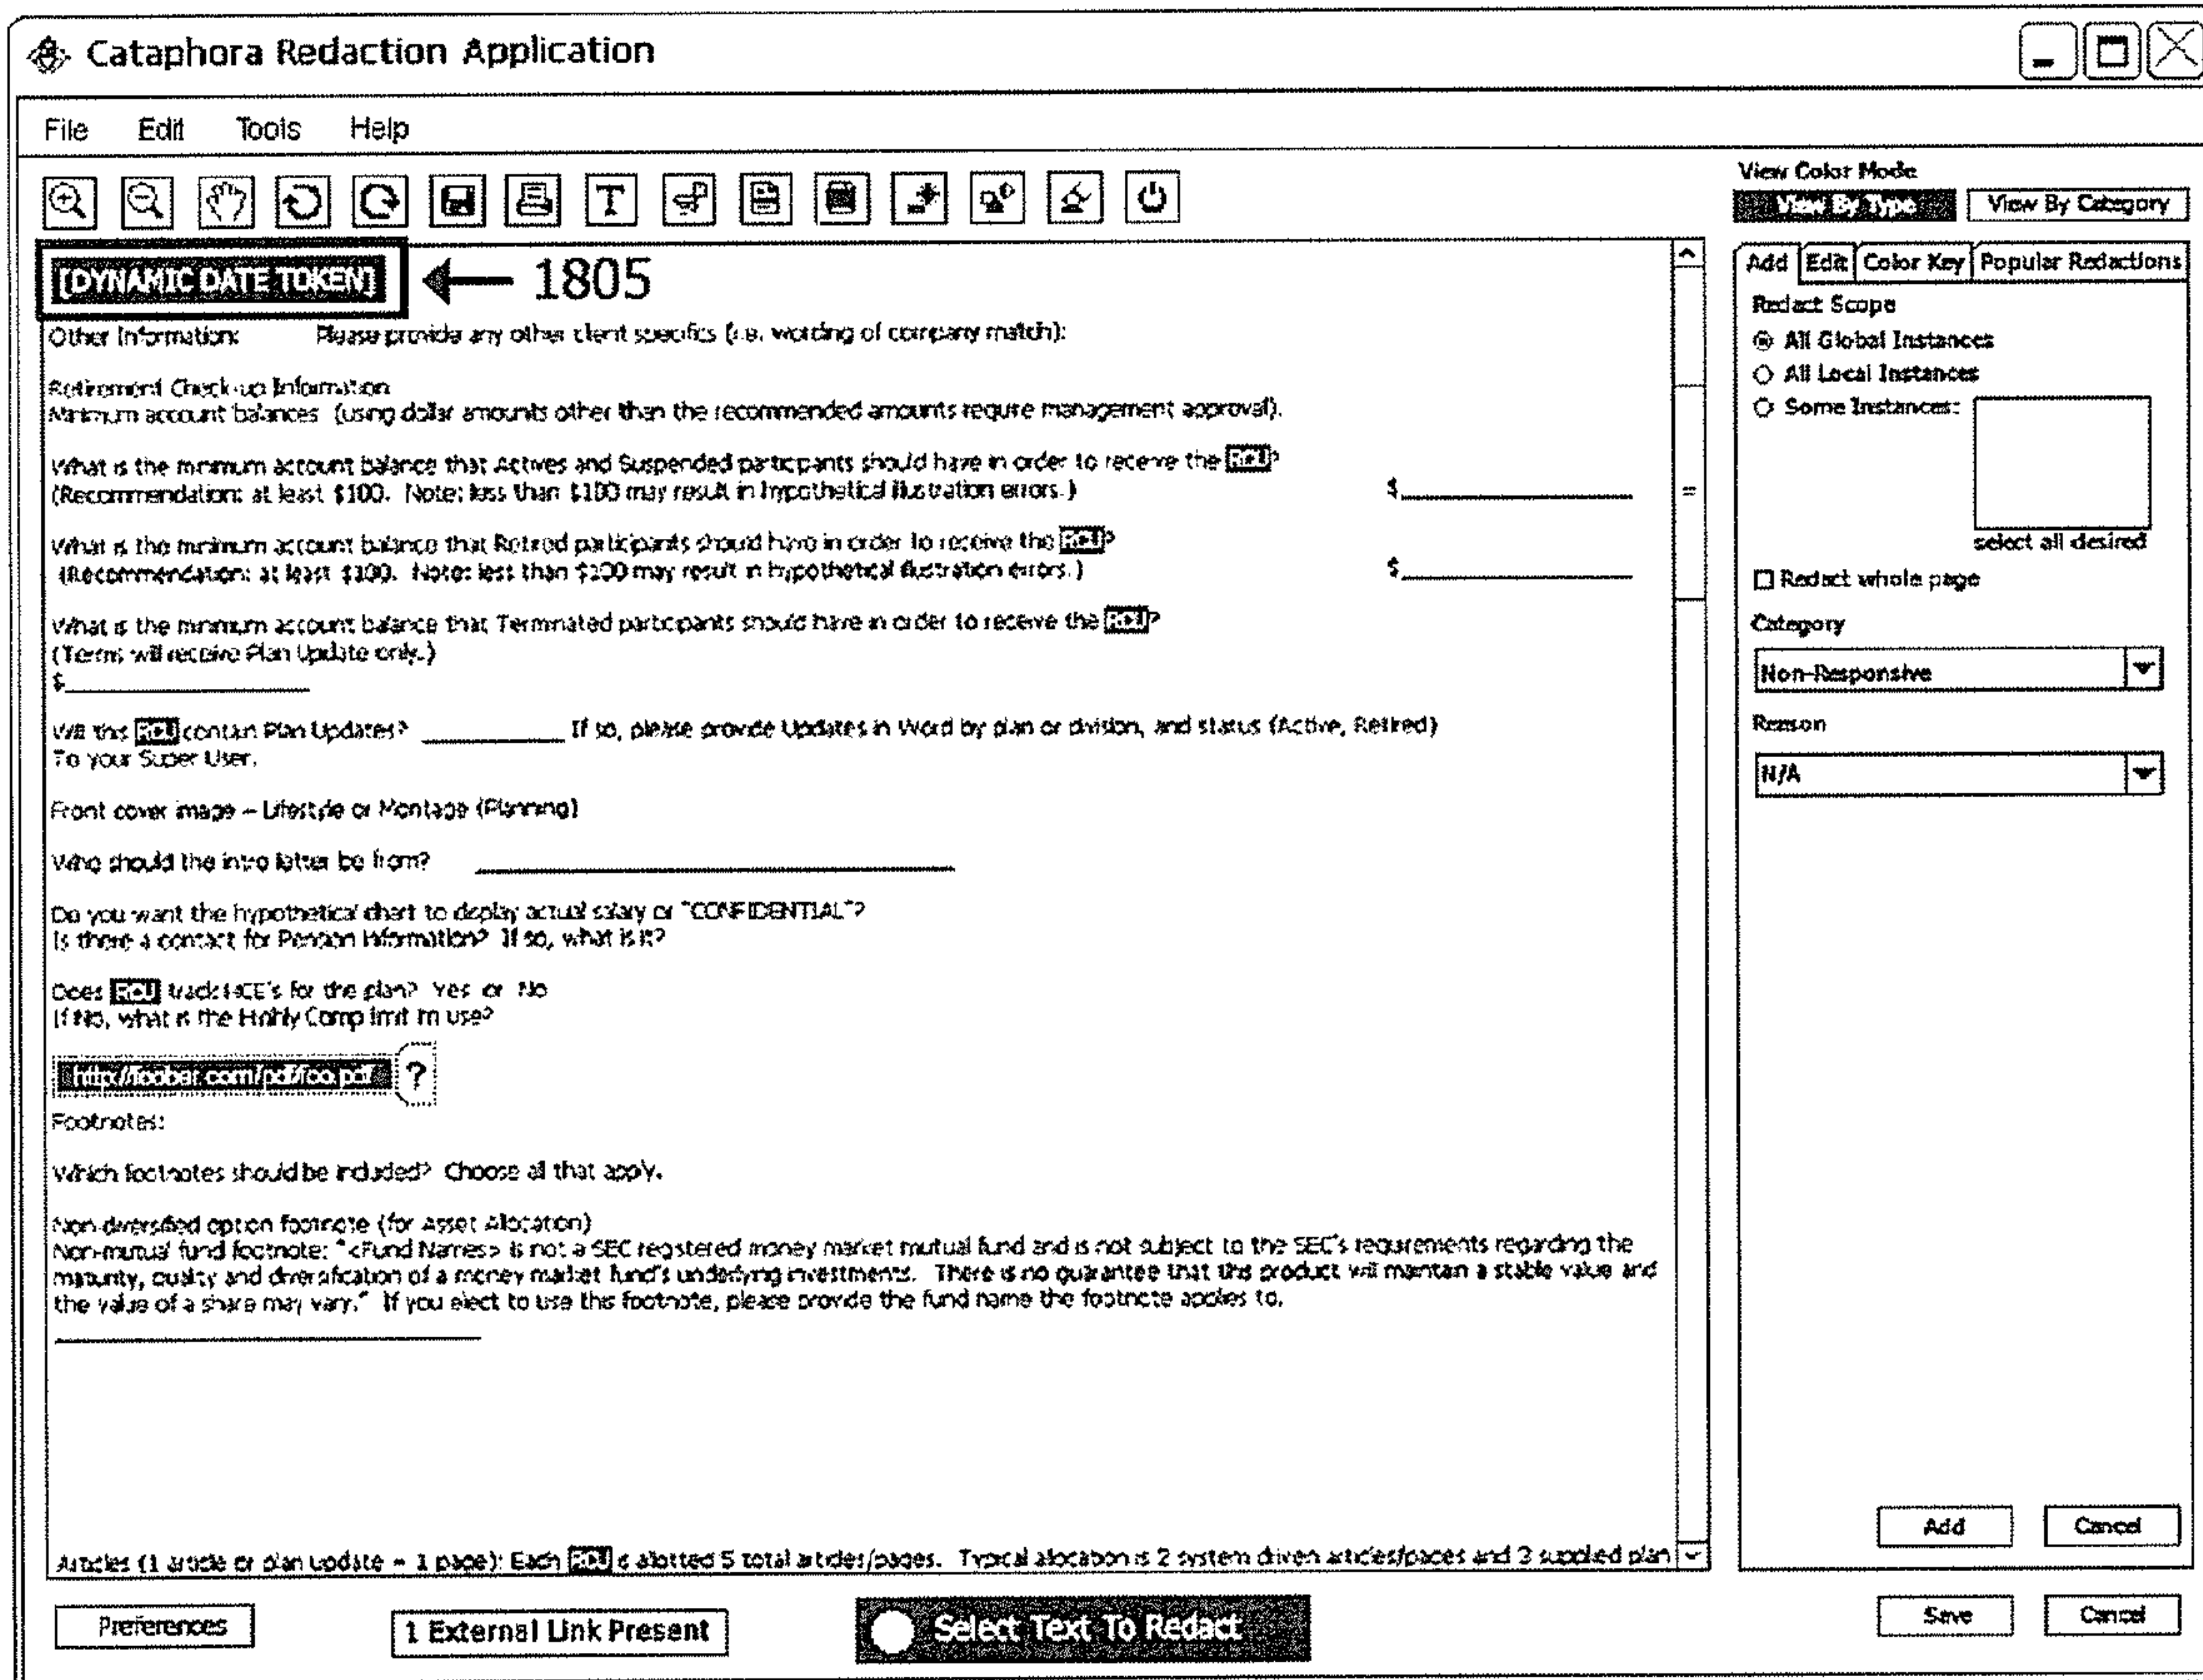 Cataphora Redaction Application
File Edit Tools Help
T
View Color Mode
View By Type View By Category
[DYNAMIC DATE TOKEN] 1805
Add Edit Color Key Popular Redactions
Redact Scope
All Global Instances
All Local Instances
Some Instances:
select all desired
Redact whole page
Category
Non-Responsive
Reason
N/A
Add Cancel
Other Information: Please provide any other client specifics (i.e. wording of company match):
Retirement Check-up Information
Minimum account balances (using dollar amounts other than the recommended amounts require management approval).
What is the minimum account balance that Actives and Suspended participants should have in order to receive the RCU?
(Recommendation: at least $100. Note: less than $100 may result in hypothetical illustration errors.) $
What is the minimum account balance that Retired participants should have in order to receive the RCU?
(Recommendation: at least $100. Note: less than $100 may result in hypothetical illustration errors.) $
What is the minimum account balance that Terminated participants should have in order to receive the RCU?
(Terms will receive Plan Update only.)
$
Will this RCU contain Plan Updates? If so, please provide Updates in Word by plan or division, and status (Active, Retired)
To your Super User.
Front cover image – Lifestyle or Montage (Planning)
Who should the intro letter be from?
Do you want the hypothetical chart to display actual salary or "CONFIDENTIAL"?
Is there a contact for Pension Information? If so, what is it?
Does RCU track HCE's for the plan? Yes or No
If No, what is the Highly Comp limit in use?
http://foobar.com/pdf/foo.pdf ?
Footnotes:
Which footnotes should be included? Choose all that apply.
Non-diversified option footnote (for Asset Allocation)
Non-mutual fund footnote: "<Fund Names> is not a SEC registered money market mutual fund and is not subject to the SEC's requirements regarding the
maturity, quality and diversification of a money market fund's underlying investments. There is no guarantee that this product will maintain a stable value and
the value of a share may vary." If you elect to use this footnote, please provide the fund name the footnote applies to.
Articles (1 article or plan update = 1 page): Each RCU is alotted 5 total articles/pages. Typical allocation is 2 system driven articles/pages and 3 supplied plan
Preferences 1 External Link Present Select Text To Redact Save Cancel